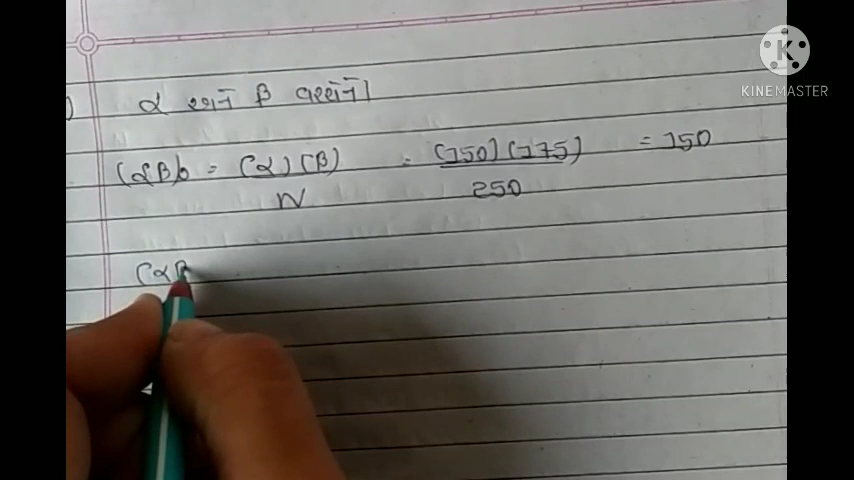 K
KINEMASTER
α અને β વચ્ચેનો
(αβ)₀ = (α)(β) / N = (150)(175) / 250 = 150
(αβ